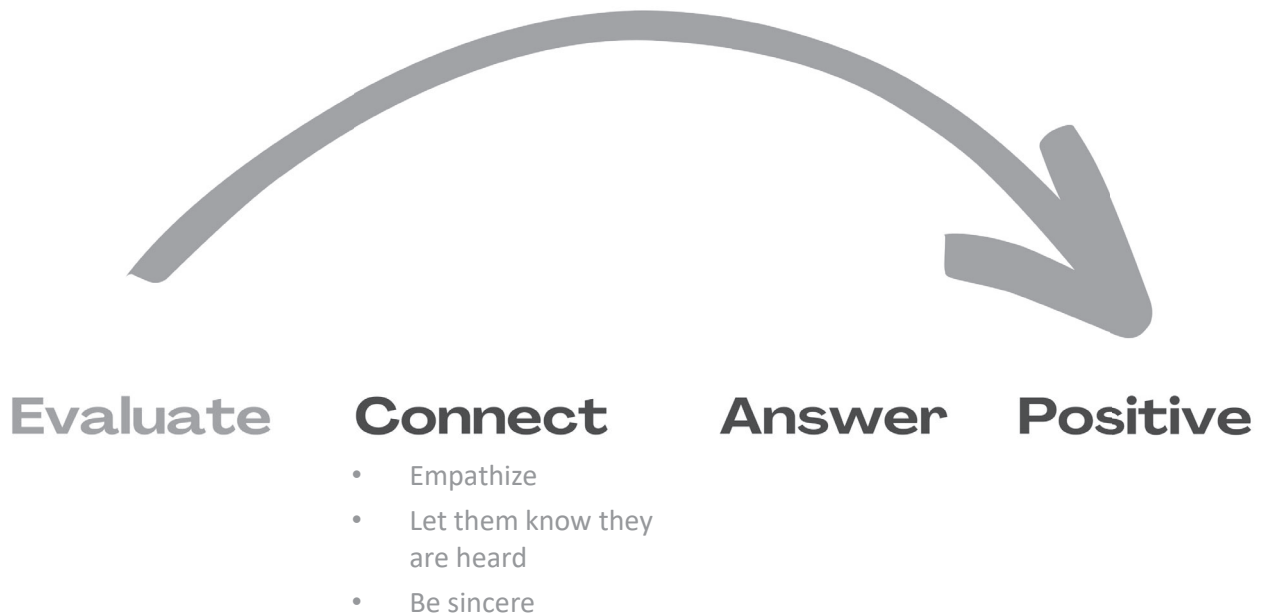 Evaluate Connect Answer Positive
• Empathize
• Let them know they
are heard
• Be sincere